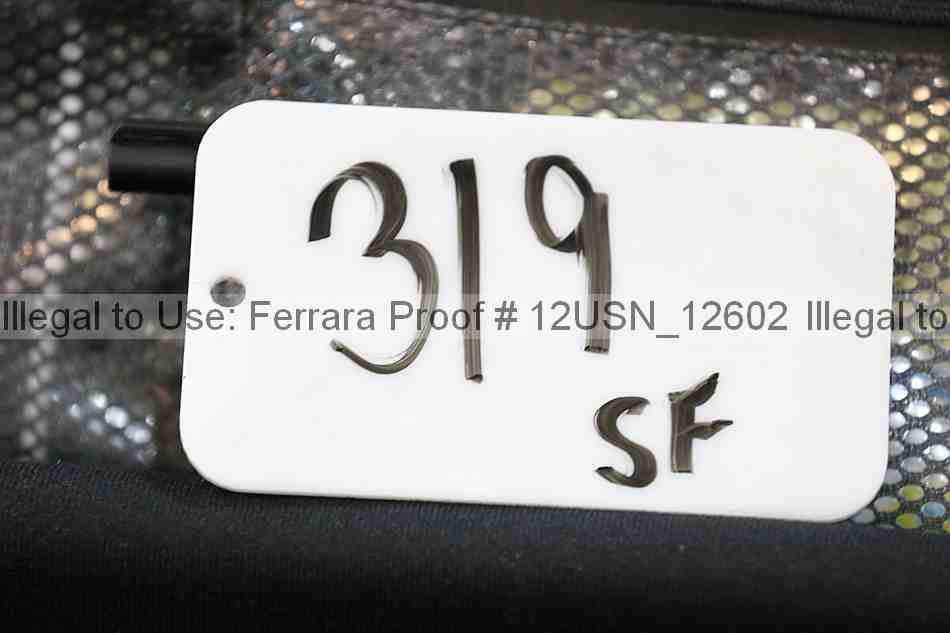 319
Illegal to Use: Ferrara Proof # 12USN_12602 Illegal to
SF